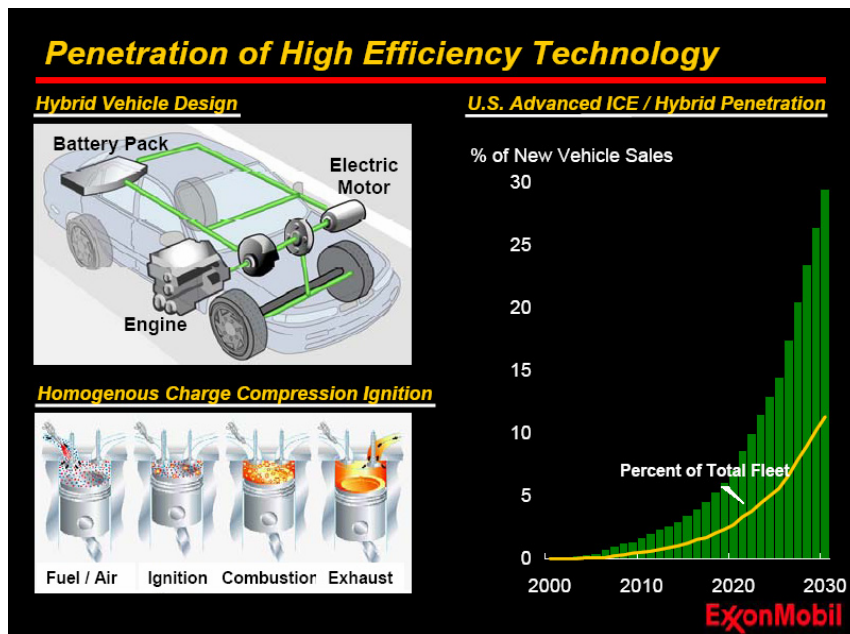 Penetration of High Efficiency Technology
Hybrid Vehicle Design
Battery Pack
Electric
Motor
Engine
Homogenous Charge Compression Ignition
Fuel / Air
Ignition
Combustion
Exhaust
U.S. Advanced ICE / Hybrid Penetration
% of New Vehicle Sales
30
25
20
15
10
5
0
Percent of Total Fleet
2000
2010
2020
2030
ExxonMobil